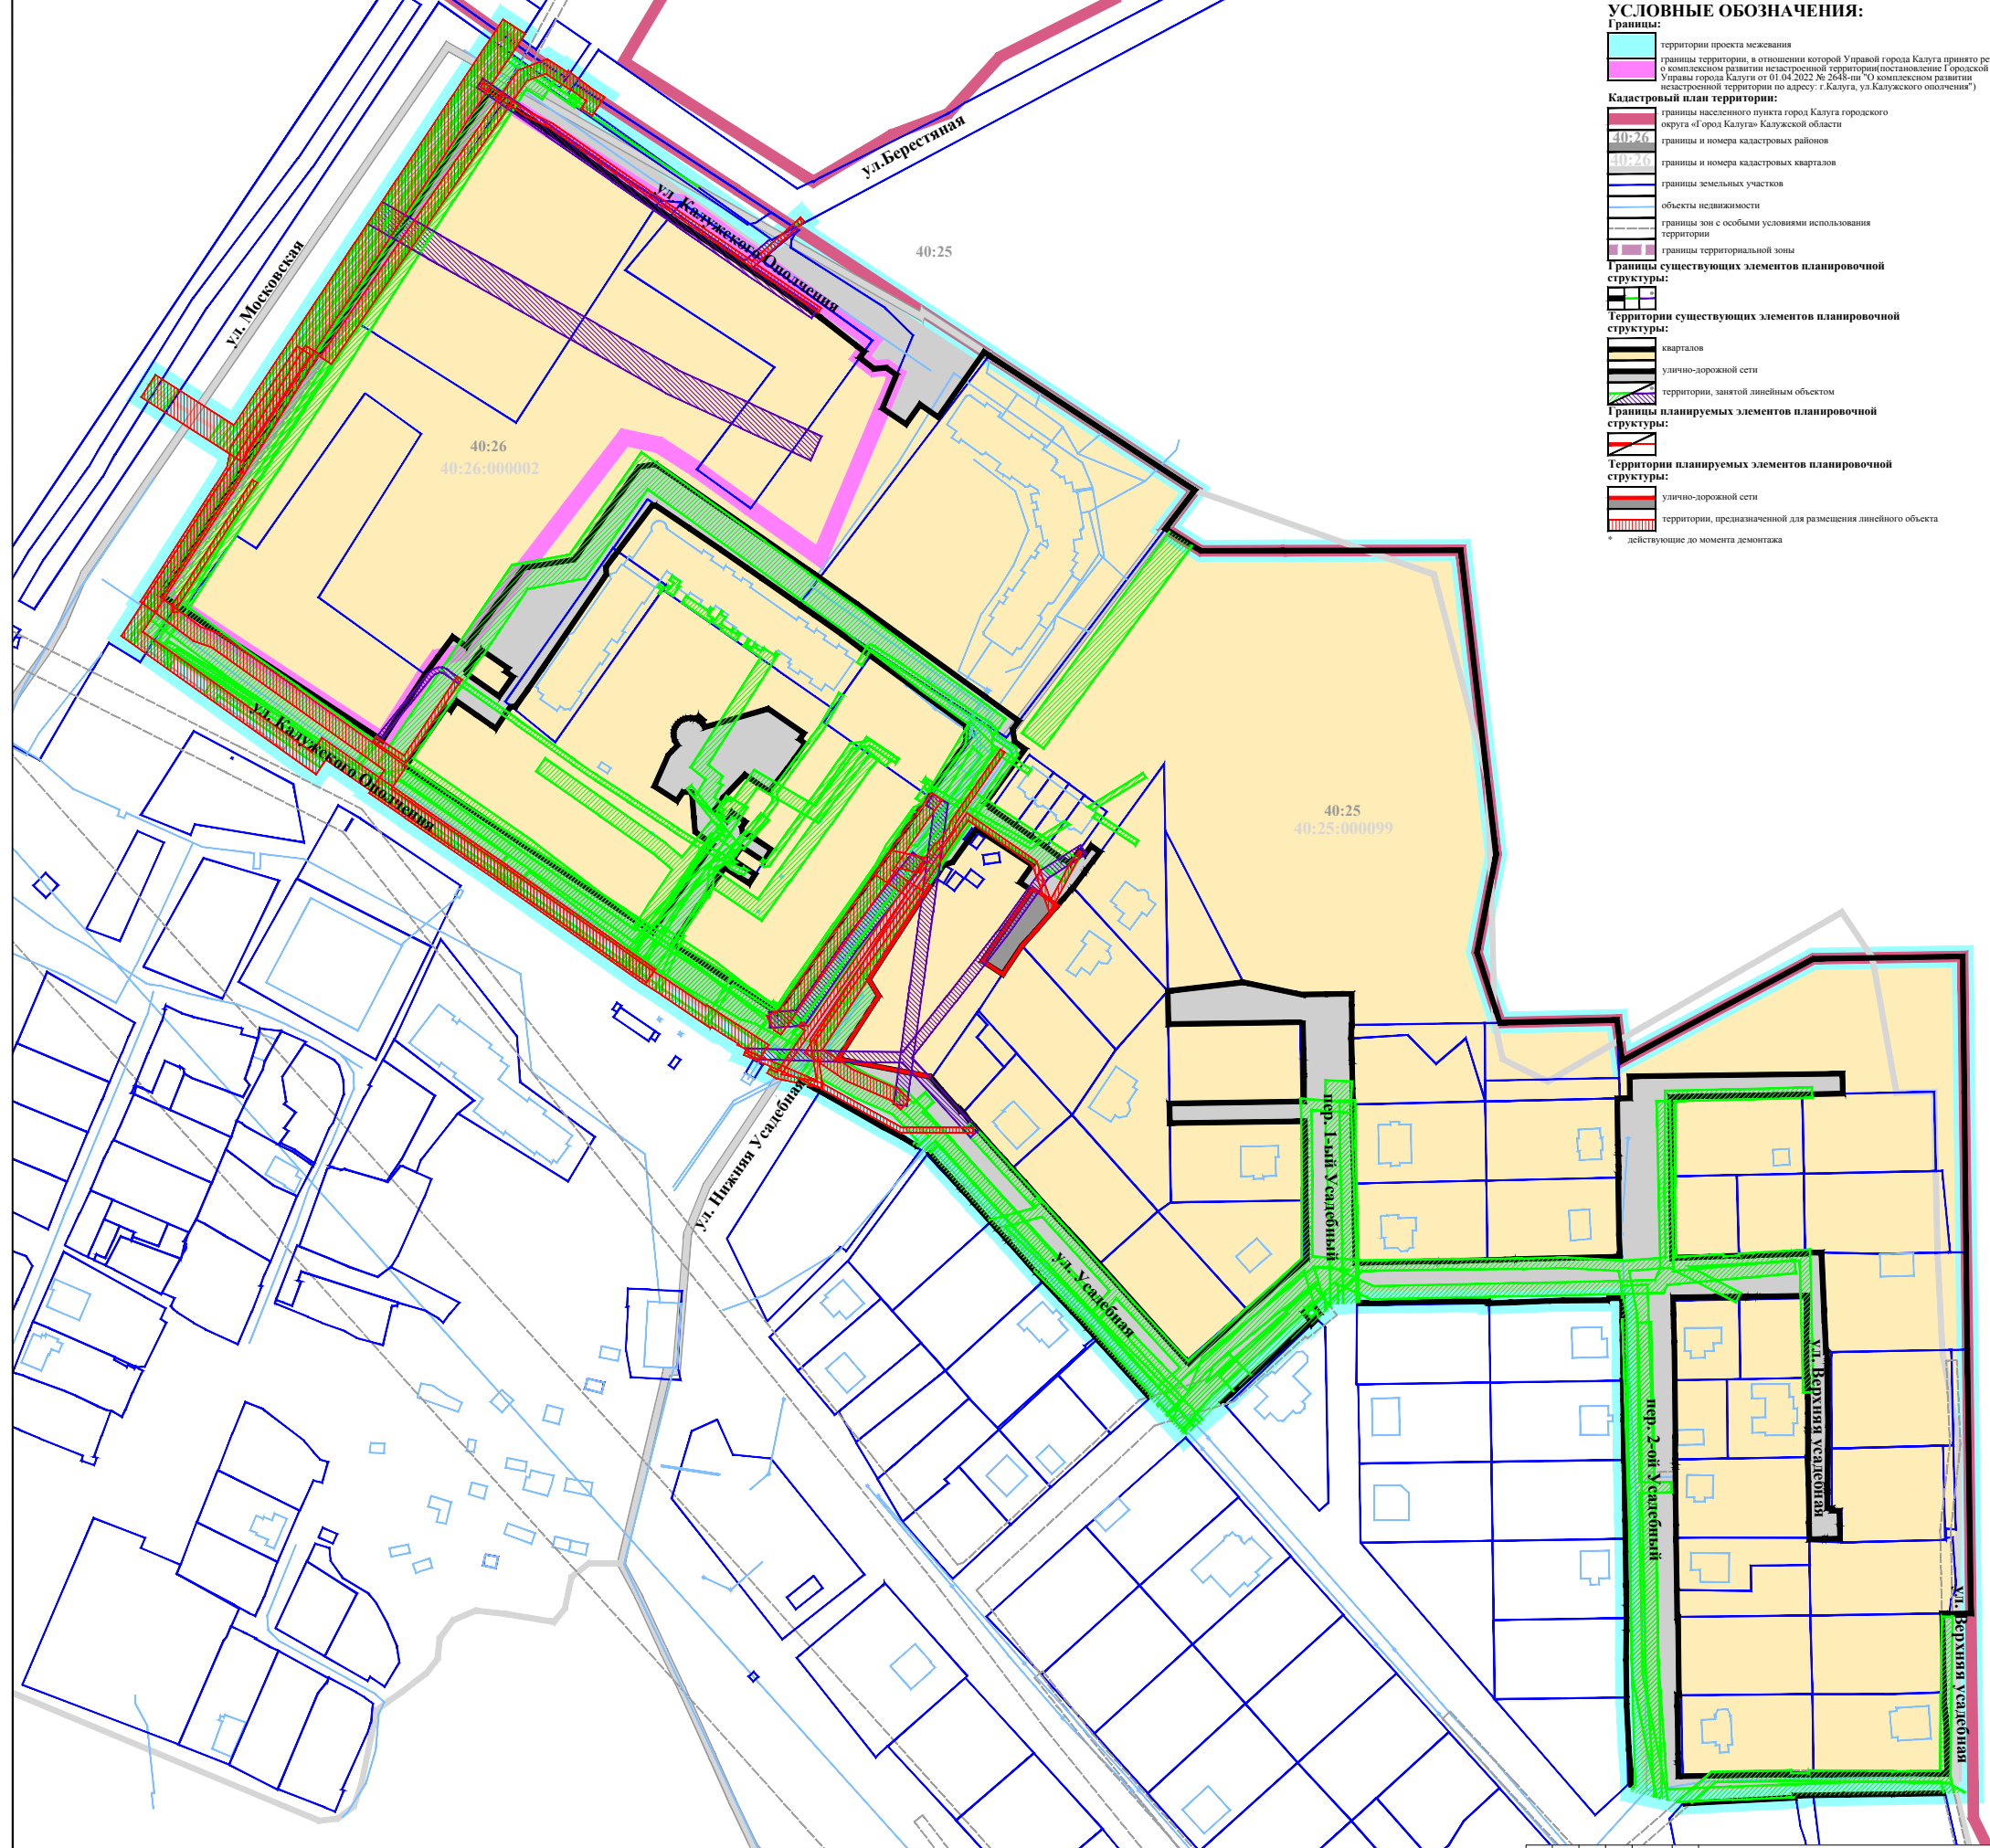 УСЛОВНЫЕ ОБОЗНАЧЕНИЯ:
Границы:
территории проекта межевания
границы территории, в отношении которой Управой города Калуга принято ре
о комплексном развитии незастроенной территории(постановление Городской
Управы города Калуги от 01.04.2022 № 2648-пи "О комплексном развитии
незастроенной территории по адресу: г.Калуга, ул.Калужского ополчения")
Кадастровый план территории:
границы населенного пункта город Калуга городского
округа «Город Калуга» Калужской области
40:26
границы и номера кадастровых районов
40:26
границы и номера кадастровых кварталов
границы земельных участков
объекты недвижимости
границы зон с особыми условиями использования
территории
границы территориальной зоны
Границы существующих элементов планировочной
структуры:
Территории существующих элементов планировочной
структуры:
кварталов
улично-дорожной сети
территории, занятой линейным объектом
Границы планируемых элементов планировочной
структуры:
Территории планируемых элементов планировочной
структуры:
улично-дорожной сети
территории, предназначенной для размещения линейного объекта
* действующие до момента демонтажа
ул.Берестяная
ул. Калужского Ополчения
40:25
ул. Московская
40:26
40:26:000002
ул. Калужского Ополчения
40:25
40:25:000099
ул. Нижняя Усадебная
пер. 1-ый Усадебный
ул. Усадебная
ул. Верхняя усадебная
пер. 2-ой Усадебный
ул. Верхняя усадебная